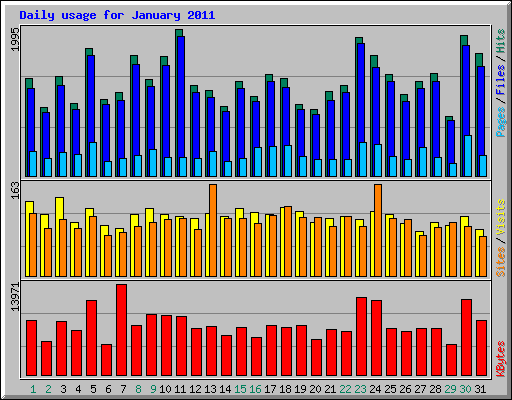 Daily usage for January 2011
1995
Pages / Files / Hits
163
Sites / Visits
13971
KBytes
1 2 3 4 5 6 7 8 9 10 11 12 13 14 15 16 17 18 19 20 21 22 23 24 25 26 27 28 29 30 31